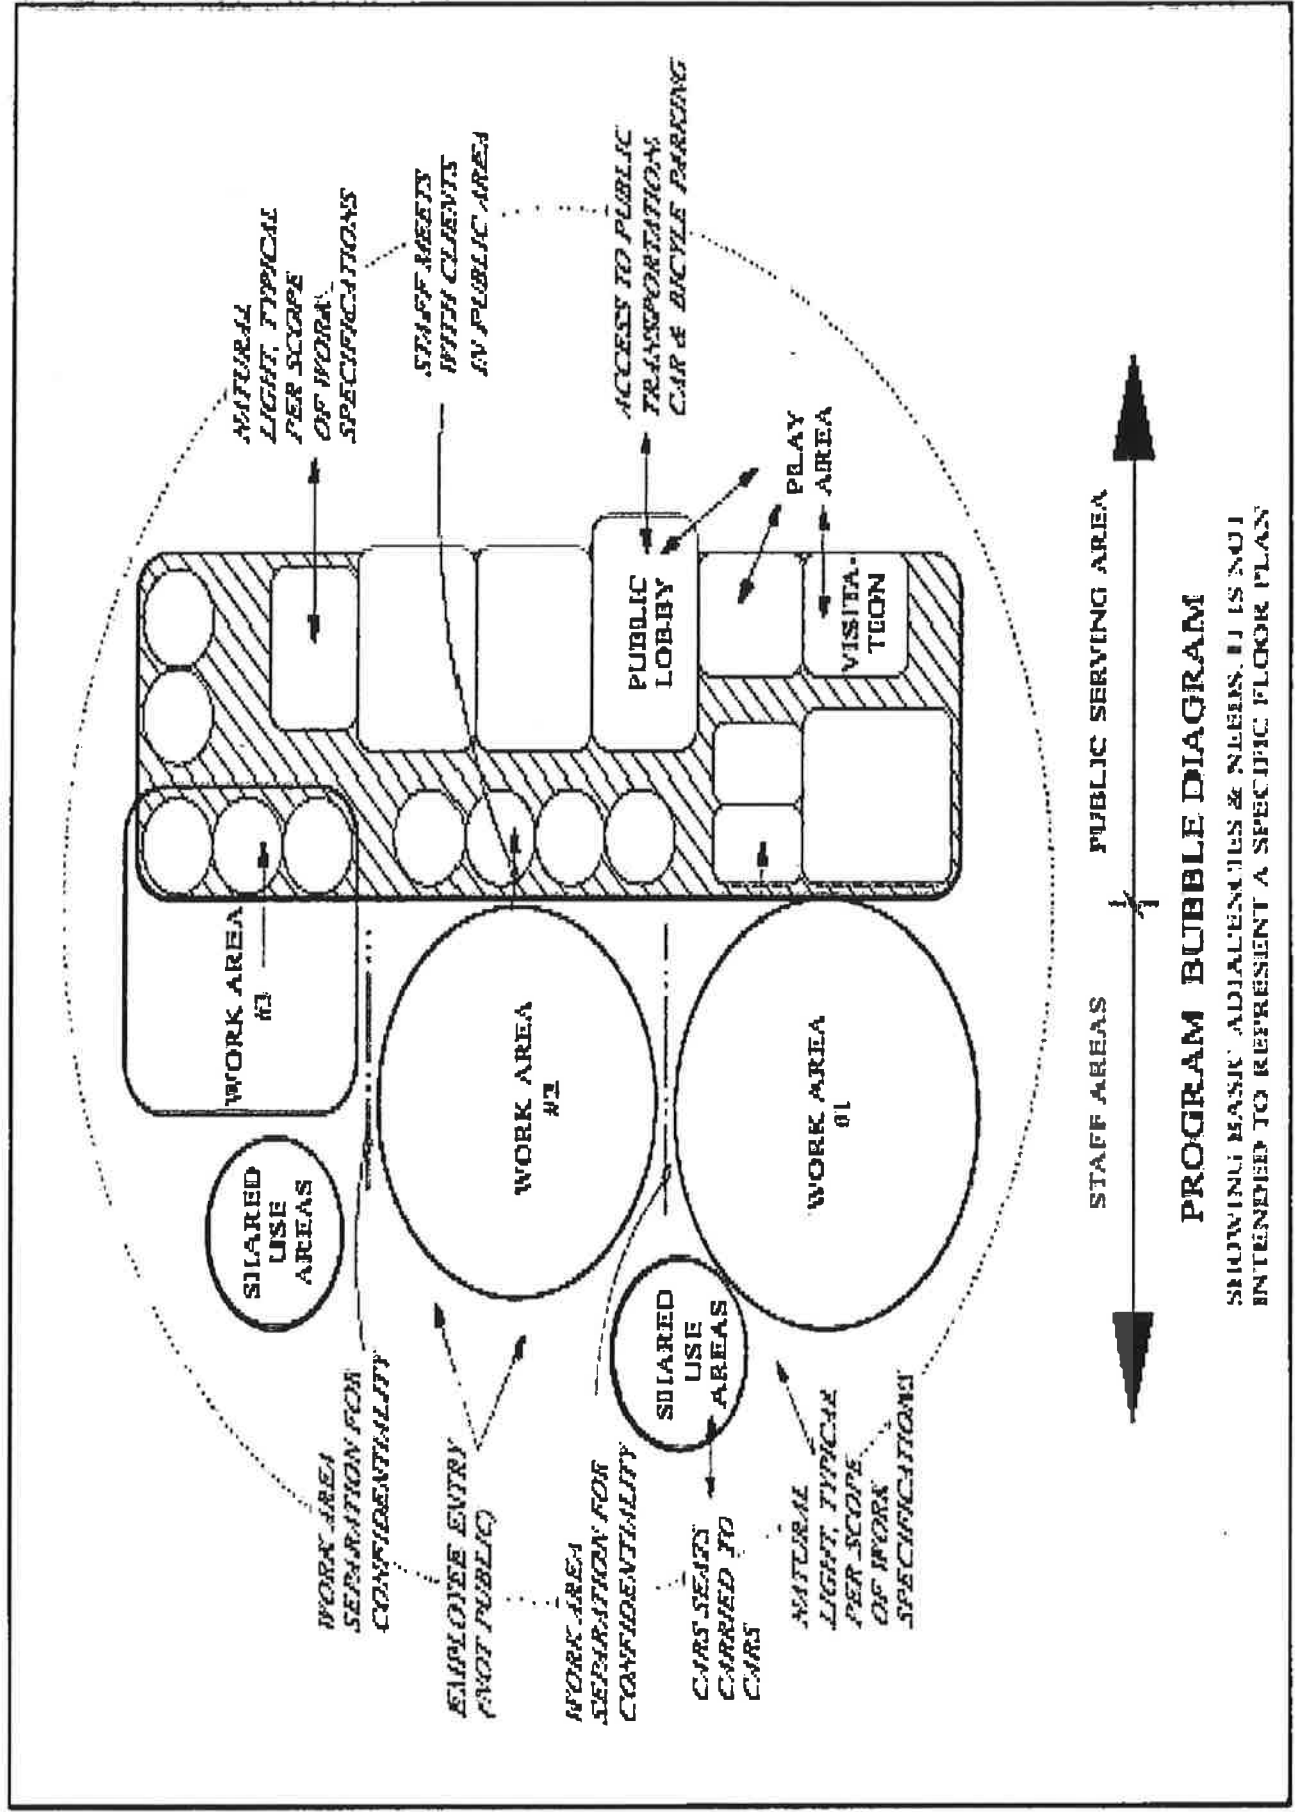 NATURAL
LIGHT, TYPICAL
PER SCOPE
OF WORK
SPECIFICATIONS
STAFF MEETS
WITH CLIENTS
IN PUBLIC AREA
ACCESS TO PUBLIC
TRANSPORTATION,
CAR & BICYLE PARKING
PLAY
AREA
PUBLIC
LOBBY
VISITA-
TION
WORK AREA
#3
WORK AREA
#2
WORK AREA
#1
SHARED
USE
AREAS
SHARED
USE
AREAS
WORK AREA
SEPARATION FOR
CONFIDENTIALITY
EMPLOYEE ENTRY
(NOT PUBLIC)
WORK AREA
SEPARATION FOR
CONFIDENTIALITY
CARS SEATS
CARRIED TO
CARS
NATURAL
LIGHT, TYPICAL
PER SCOPE
OF WORK
SPECIFICATIONS
STAFF AREAS
PUBLIC SERVING AREA
PROGRAM BUBBLE DIAGRAM
SHOWING BASIC ADJACENCIES & NEEDS. IT IS NOT
INTENDED TO REPRESENT A SPECIFIC FLOOR PLAN